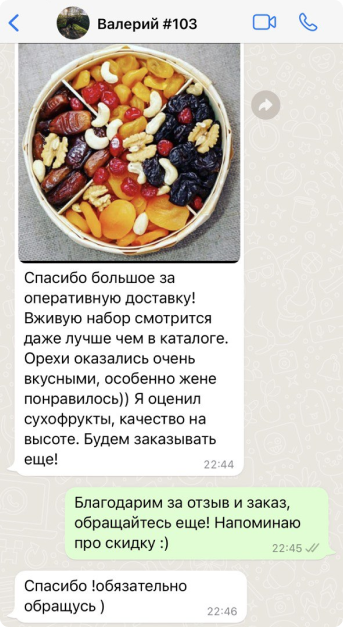 Валерий #103
Спасибо большое за
оперативную доставку!
Вживую набор смотрится
даже лучше чем в каталоге.
Орехи оказались очень
вкусными, особенно жене
понравилось)) Я оценил
сухофрукты, качество на
высоте. Будем заказывать
еще!
22:44
Благодарим за отзыв и заказ,
обращайтесь еще! Напоминаю
про скидку :)
22:45
Спасибо !обязательно
обращусь )
22:46